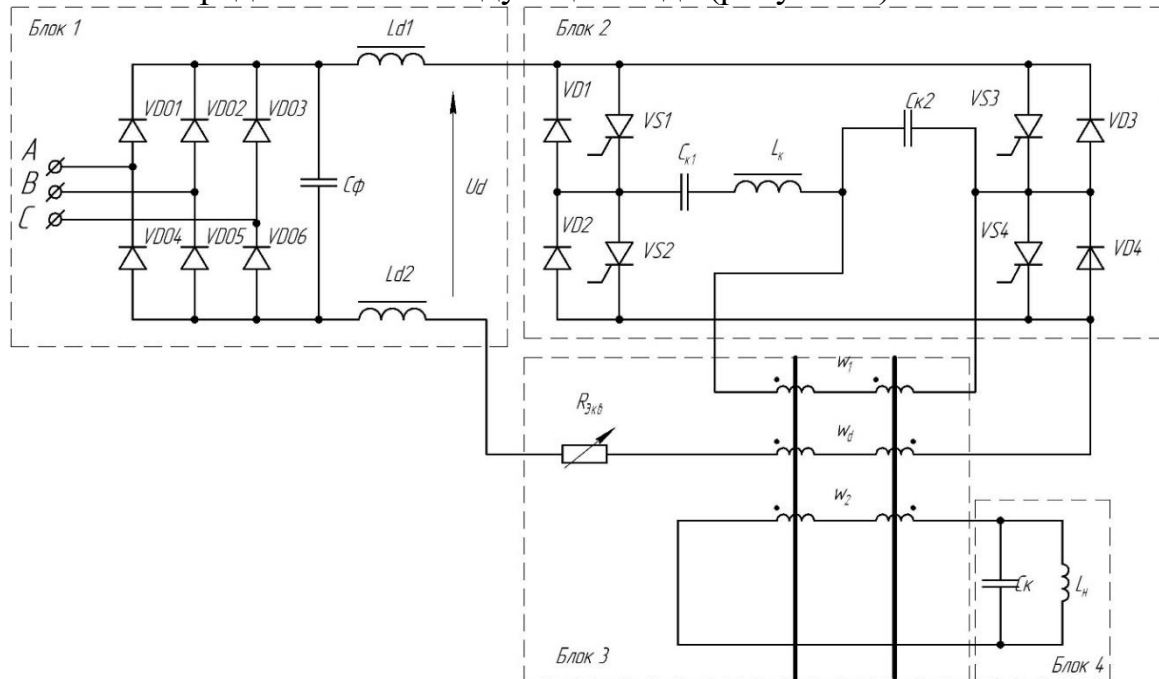 Блок 1
Ld1
Блок 2
VD01
VD02
VD03
A
B
C
Cф
Ud
VD04
VD05
VD06
Ld2
VD1
VS1
Cк2
VS3
VD3
Cк1
Lк
VD2
VS2
VS4
VD4
w1
Rэкв
wd
w2
Cк
Lн
Блок 3
Блок 4